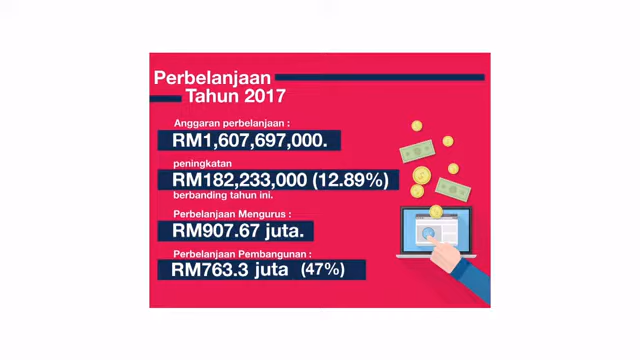 Perbelanjaan
Tahun 2017
Anggaran perbelanjaan :
RM1,607,697,000.
peningkatan
RM182,233,000 (12.89%)
berbanding tahun ini.
Perbelanjaan Mengurus :
RM907.67 juta.
Perbelanjaan Pembangunan :
RM763.3 juta (47%)